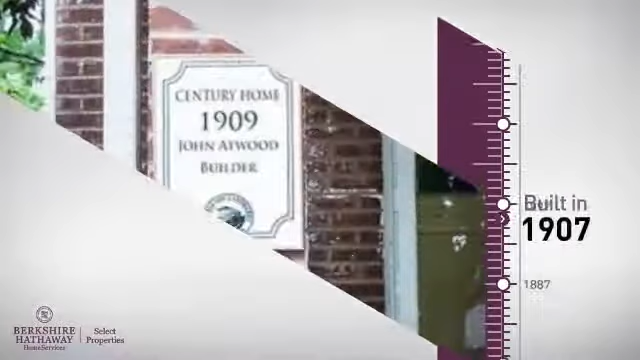 CENTURY HOME
1909
JOHN ATWOOD
BUILDER
Built in
1907
1887
BERKSHIRE
HATHAWAY
HomeServices
Select
Properties